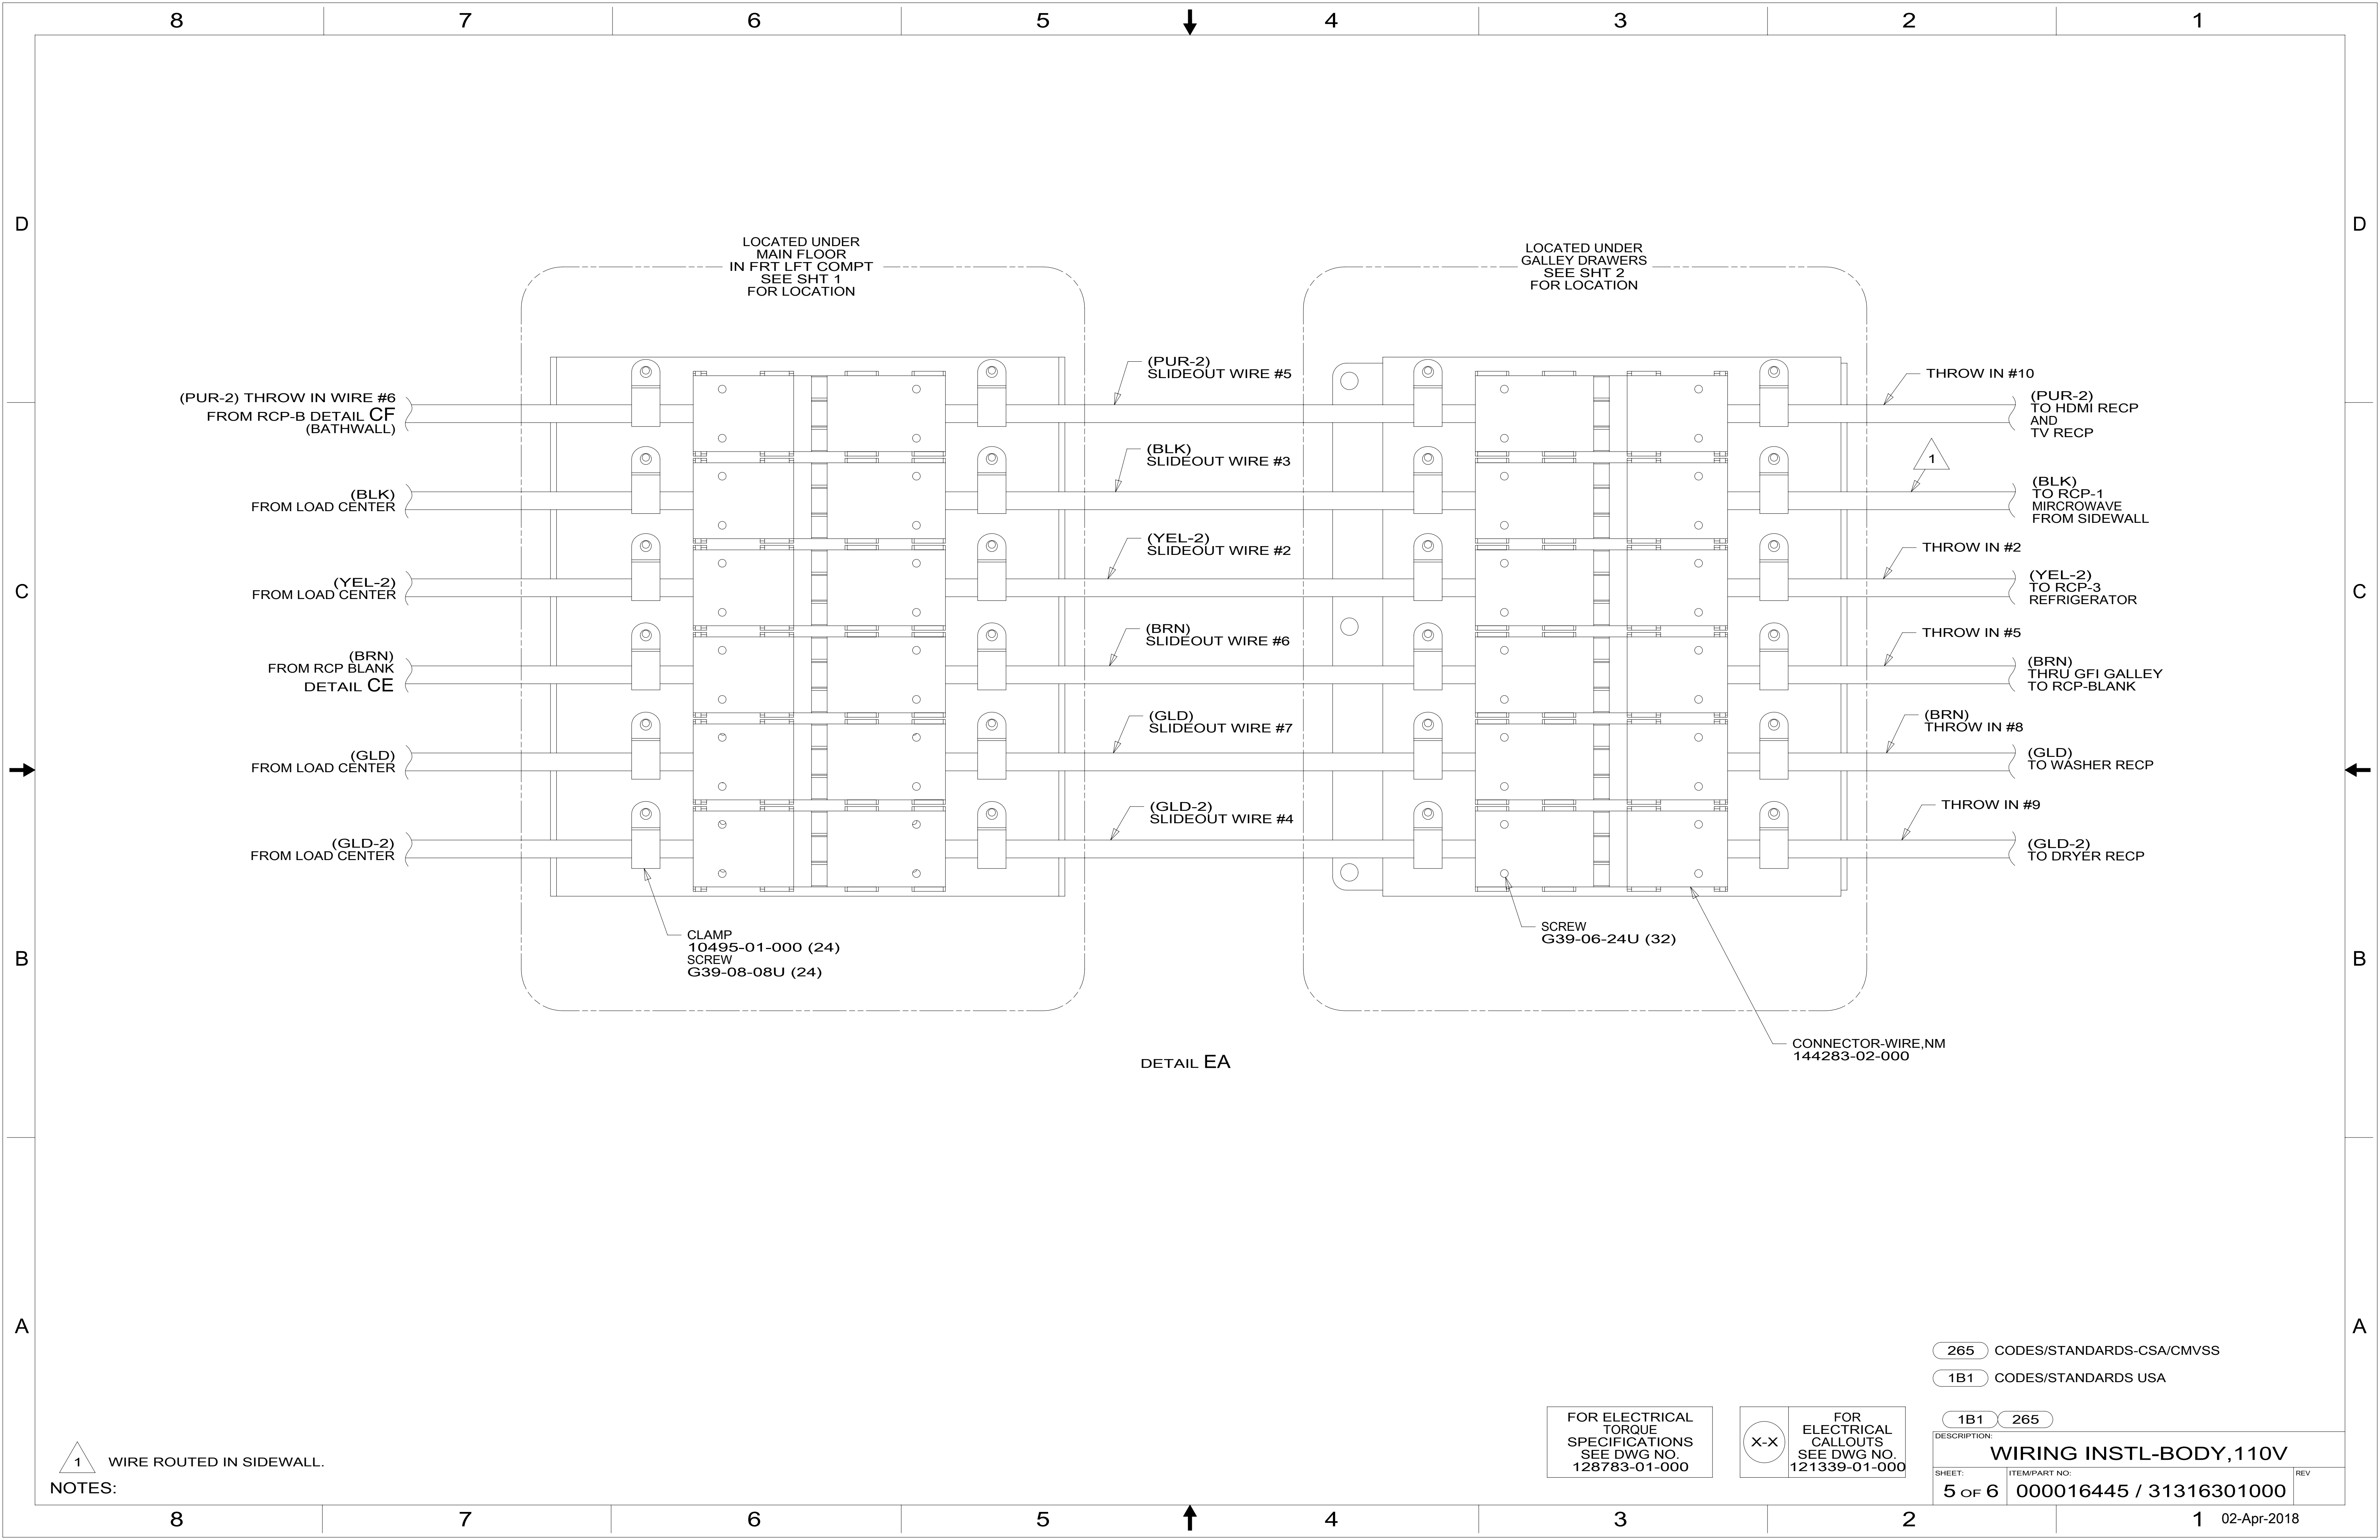 8 7 6 5 4 3 2 1
D
D
LOCATED UNDER
MAIN FLOOR
IN FRT LFT COMPT
SEE SHT 1
FOR LOCATION
LOCATED UNDER
GALLEY DRAWERS
SEE SHT 2
FOR LOCATION
(PUR-2) THROW IN WIRE #6
FROM RCP-B DETAIL CF
(BATHWALL)
(PUR-2)
SLIDEOUT WIRE #5
THROW IN #10
(PUR-2)
TO HDMI RECP
AND
TV RECP
(BLK)
FROM LOAD CENTER
(BLK)
SLIDEOUT WIRE #3
1
(BLK)
TO RCP-1
MIRCROWAVE
FROM SIDEWALL
C
C
(YEL-2)
FROM LOAD CENTER
(YEL-2)
SLIDEOUT WIRE #2
THROW IN #2
(YEL-2)
TO RCP-3
REFRIGERATOR
(BRN)
FROM RCP BLANK
DETAIL CE
(BRN)
SLIDEOUT WIRE #6
THROW IN #5
(BRN)
THRU GFI GALLEY
TO RCP-BLANK
(GLD)
FROM LOAD CENTER
(GLD)
SLIDEOUT WIRE #7
(BRN)
THROW IN #8
(GLD)
TO WASHER RECP
(GLD-2)
FROM LOAD CENTER
(GLD-2)
SLIDEOUT WIRE #4
THROW IN #9
(GLD-2)
TO DRYER RECP
B
B
CLAMP
10495-01-000 (24)
SCREW
G39-08-08U (24)
SCREW
G39-06-24U (32)
CONNECTOR-WIRE,NM
144283-02-000
DETAIL EA
A
A
265 CODES/STANDARDS-CSA/CMVSS
1B1 CODES/STANDARDS USA
1B1 265
FOR ELECTRICAL
TORQUE
SPECIFICATIONS
SEE DWG NO.
128783-01-000
X-X
FOR
ELECTRICAL
CALLOUTS
SEE DWG NO.
121339-01-000
DESCRIPTION:
WIRING INSTL-BODY,110V
SHEET:
5 OF 6
ITEM/PART NO:
000016445 / 31316301000
REV
1 WIRE ROUTED IN SIDEWALL.
NOTES:
8 7 6 5 4 3 2 1
02-Apr-2018